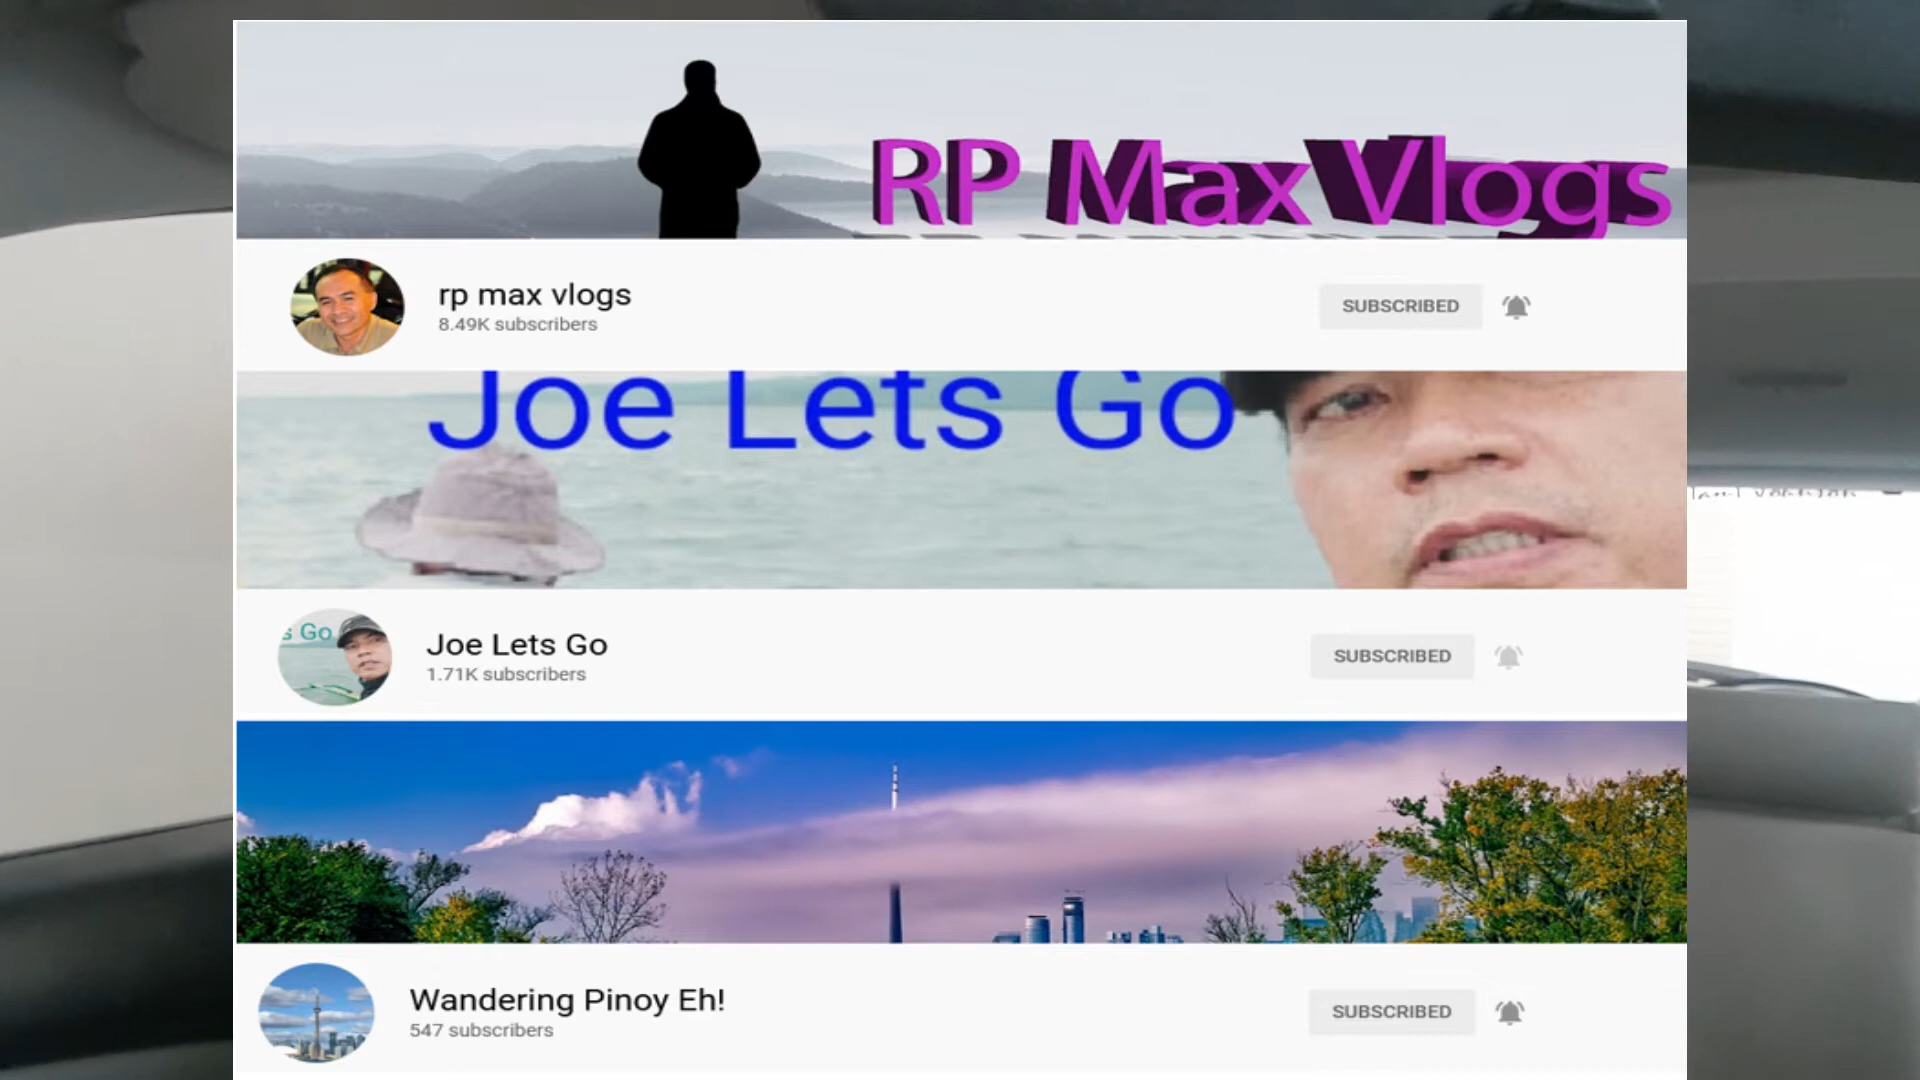 RP Max Vlogs
rp max vlogs
8.49K subscribers
SUBSCRIBED
Joe Lets Go
Joe Lets Go
1.71K subscribers
SUBSCRIBED
s Go
Wandering Pinoy Eh!
547 subscribers
SUBSCRIBED